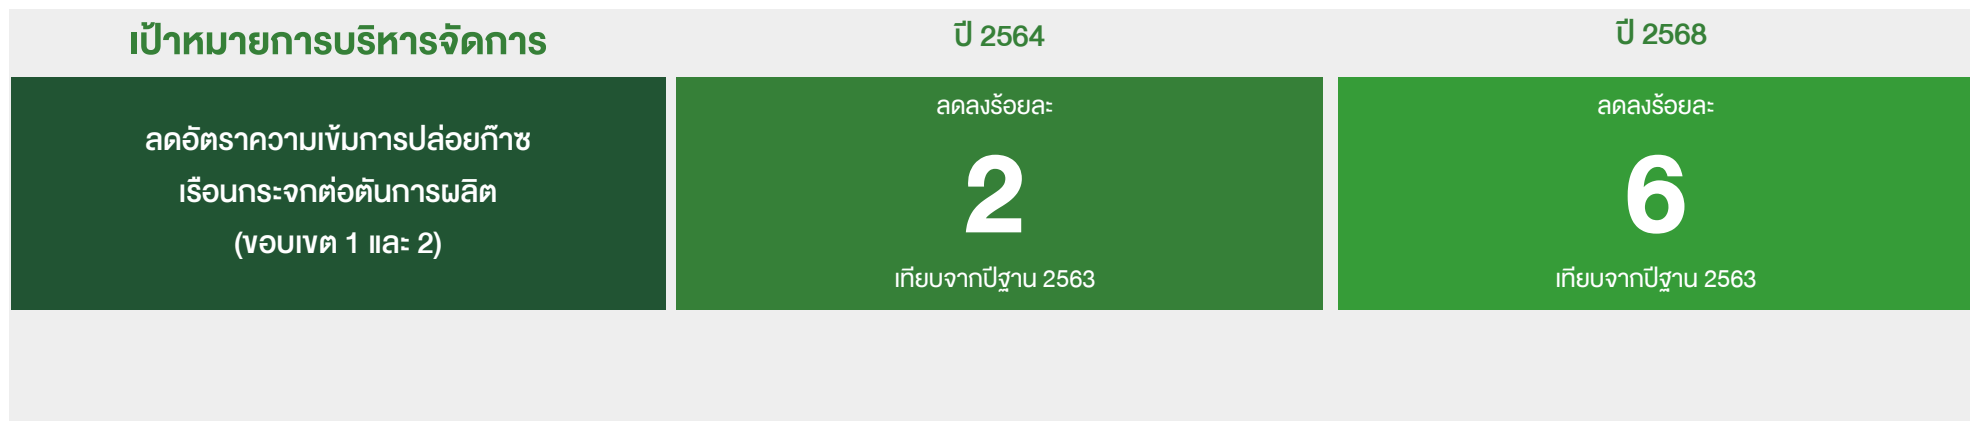 เป้าหมายการบริหารจัดการ
ปี 2564
ปี 2568
ลดอัตราความเข้มการปล่อยก๊าซ
เรือนกระจกต่อตันการผลิต
(ขอบเขต 1 และ 2)
ลดลงร้อยละ
2
เทียบจากปีฐาน 2563
ลดลงร้อยละ
6
เทียบจากปีฐาน 2563